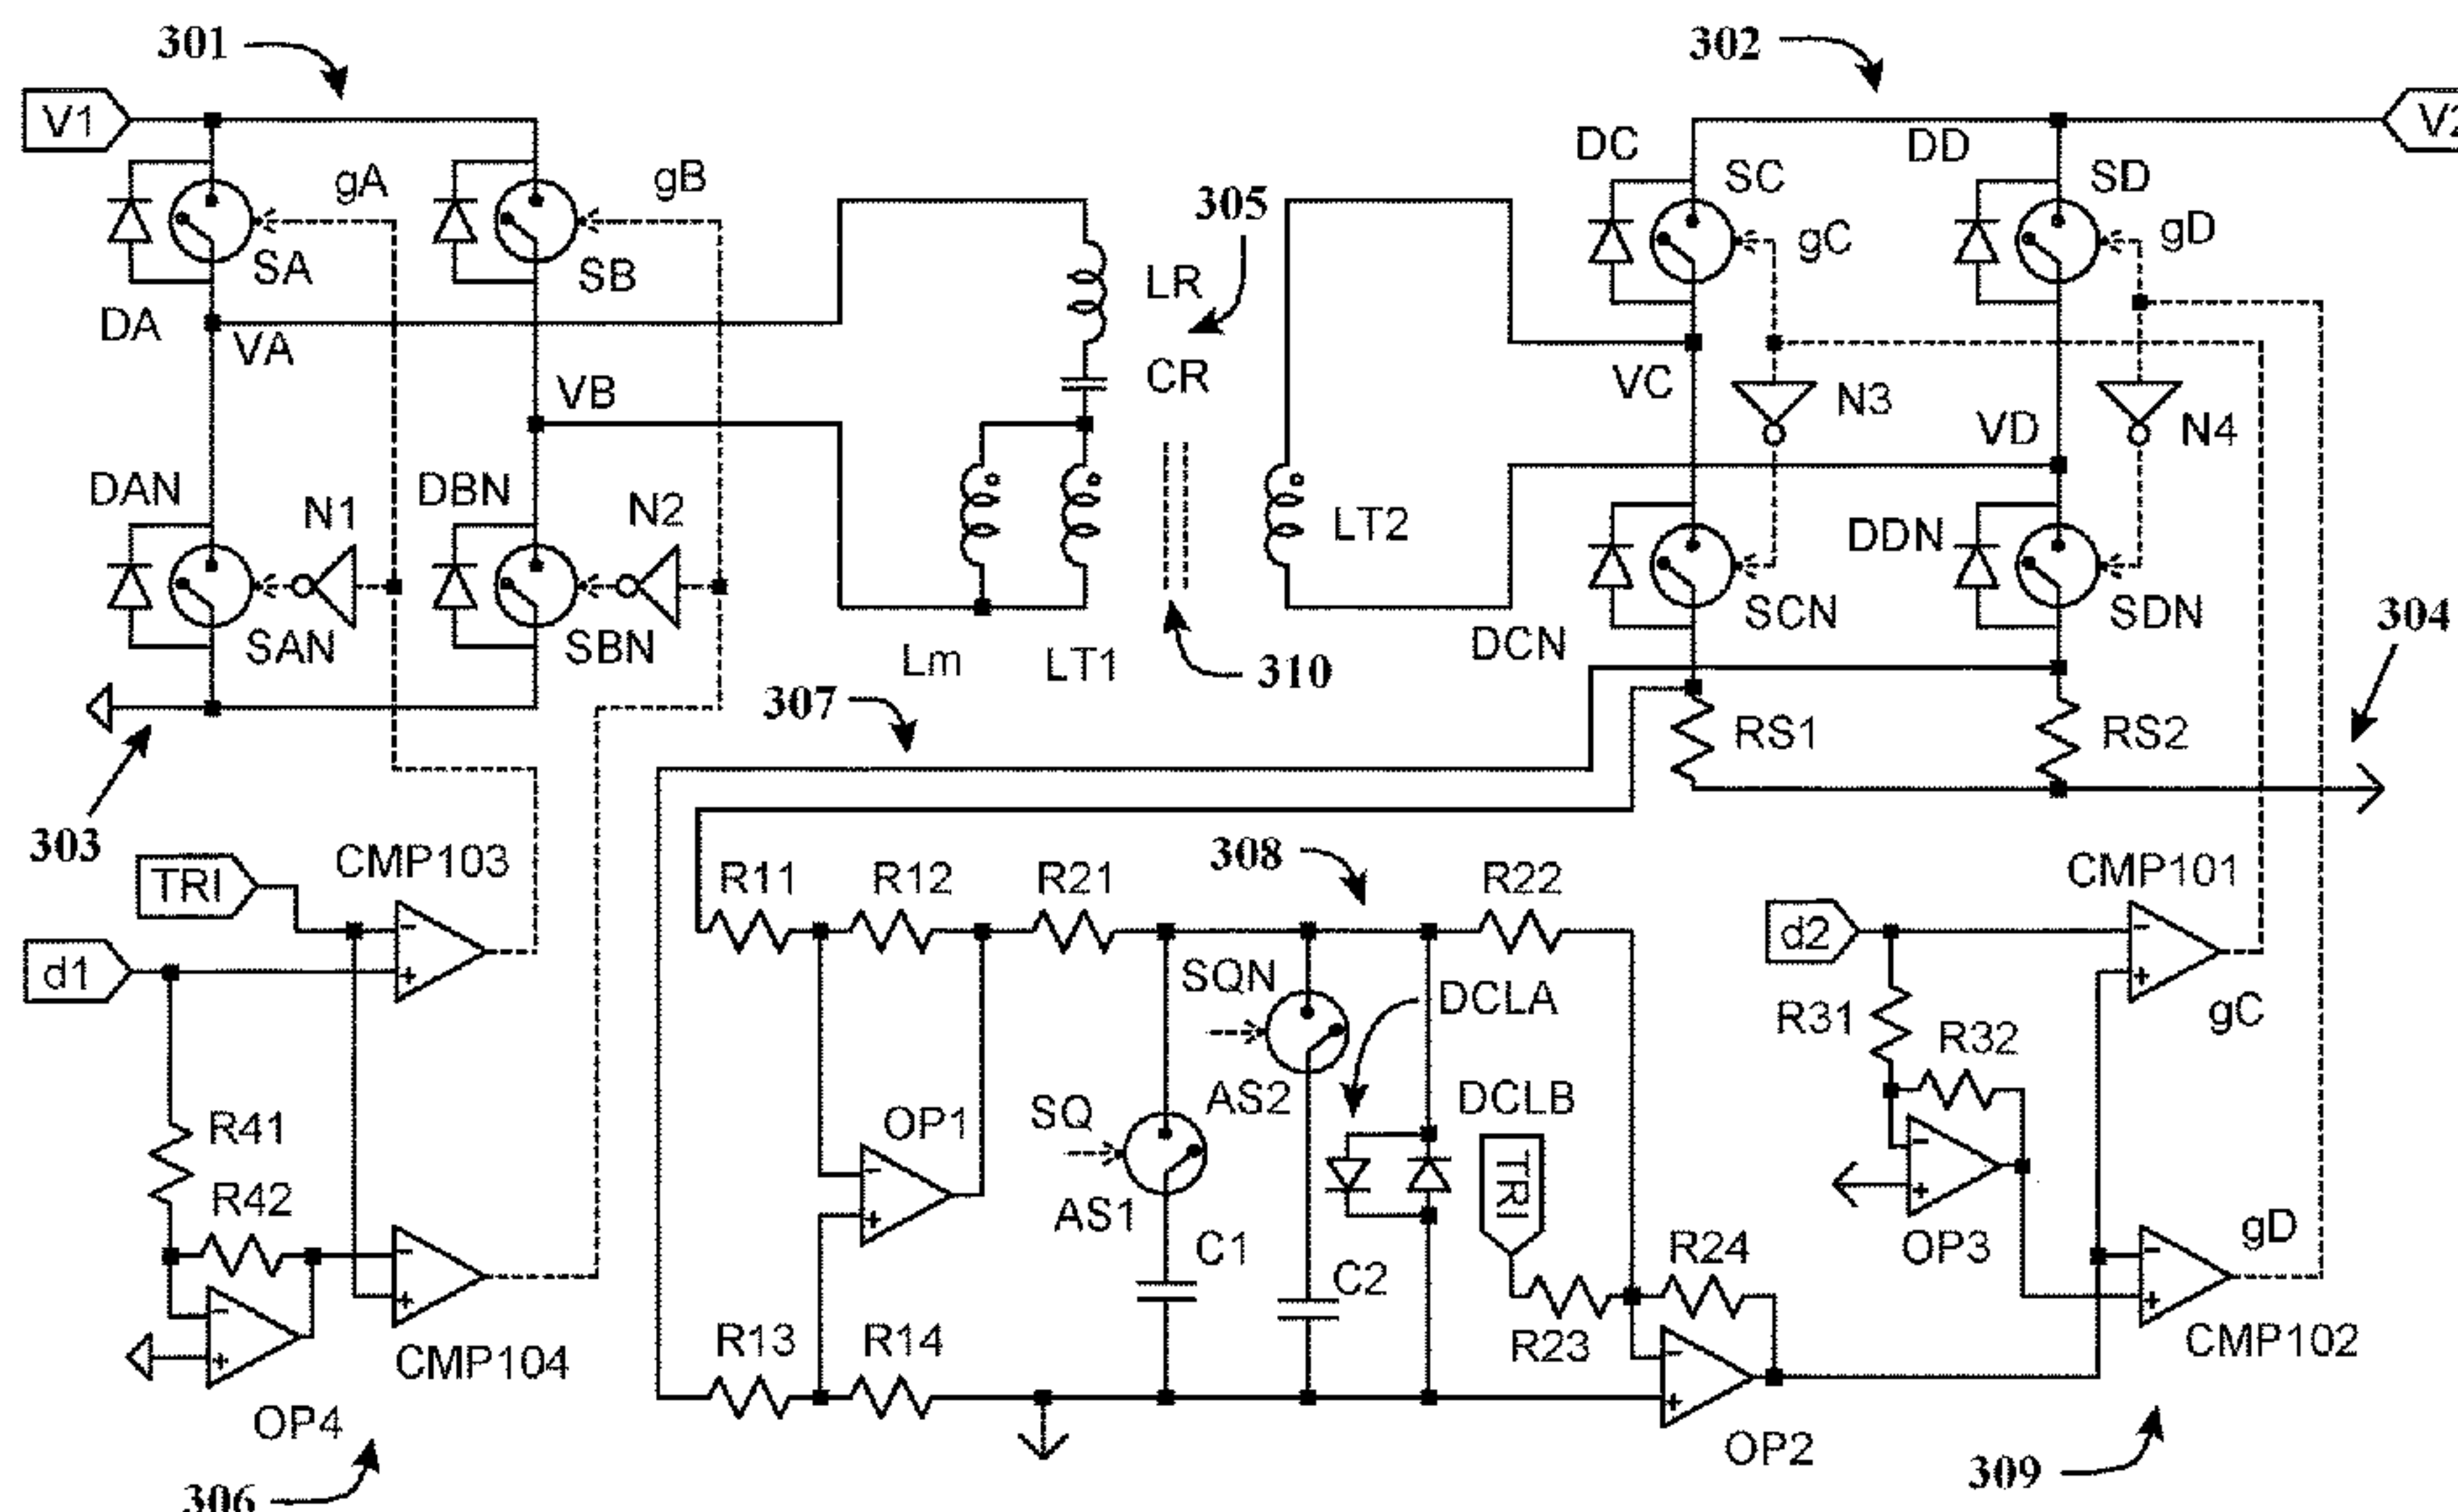 301
302
V1
V2
gA
gB
DC
SC
DD
SD
305
gC
gD
SA
SB
LR
DA
VA
CR
VB
VC
N3
VD
N4
DAN
N1
DBN
N2
LT2
DDN
SAN
SBN
Lm
LT1
310
DCN
SCN
SDN
304
307
RS1
RS2
303
TRI
CMP103
308
CMP101
R11
R12
R21
R22
d1
d2
SQN
DCLA
R31
R32
gC
R41
R42
OP1
SQ
AS1
AS2
DCLB
TRI
C1
C2
R24
OP3
gD
R13
R14
R23
CMP102
CMP104
OP4
OP2
306
309